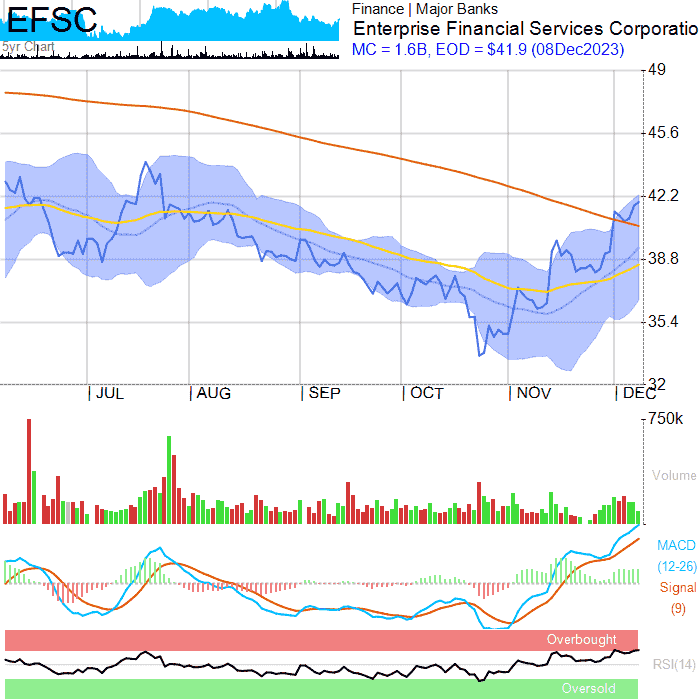 EFSC
5yr Chart
Finance | Major Banks
Enterprise Financial Services Corporatio
MC = 1.6B, EOD = $41.9 (08Dec2023)
49
45.6
42.2
38.8
35.4
32
JUL AUG SEP OCT NOV DEC
750k
Volume
MACD
(12-26)
Signal
(9)
Overbought
RSI(14)
Oversold